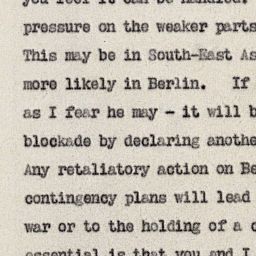 you feel it can be handled.
pressure on the weaker parts
This may be in South-East As
more likely in Berlin. If
as I fear he may - it will b
blockade by declaring anothe
Any retaliatory action on Be
contingency plans will lead
war or to the holding of a c
essential is that you and I